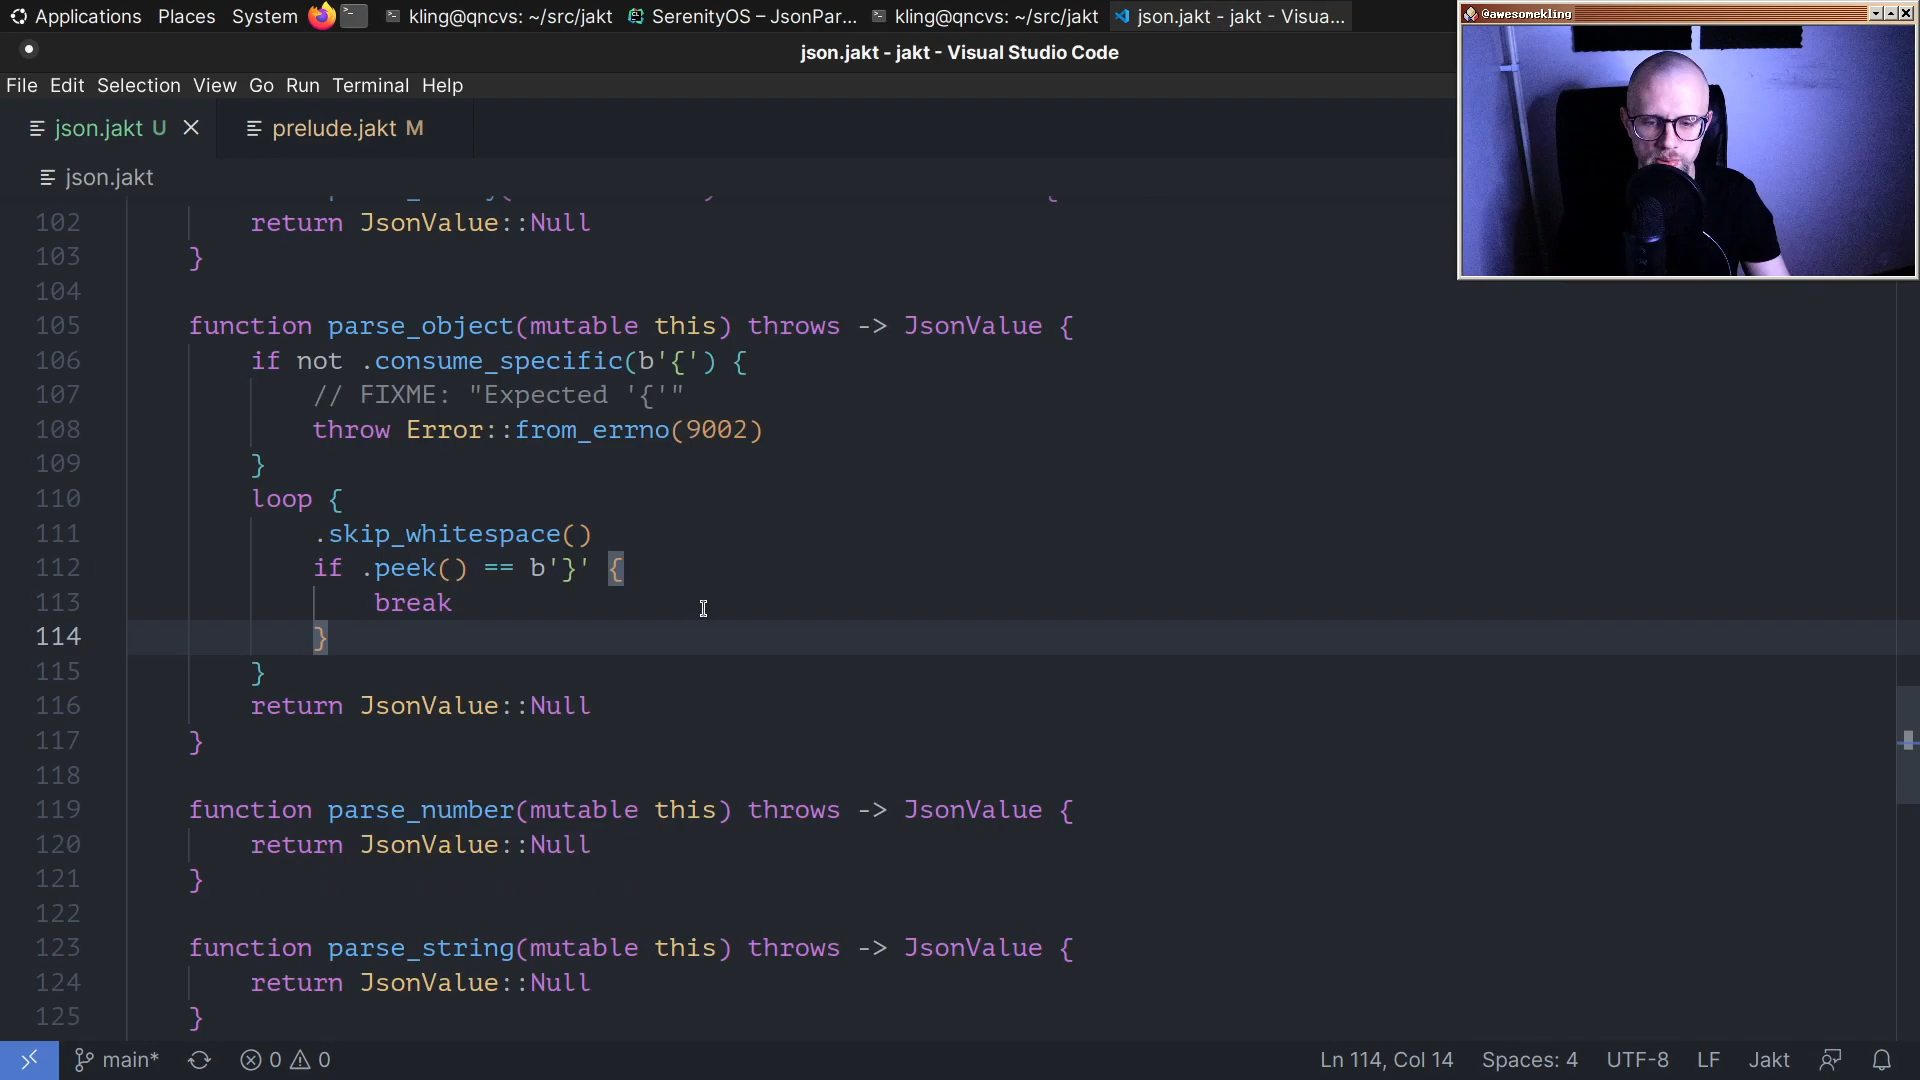 Applications Places System kling@qncvs: ~/src/jakt SerenityOS – JsonPar... kling@qncvs: ~/src/jakt json.jakt - jakt - Visua...
@awesomekling
json.jakt - jakt - Visual Studio Code
File Edit Selection View Go Run Terminal Help
json.jakt U prelude.jakt M
json.jakt
102 return JsonValue::Null
103 }
104
105 function parse_object(mutable this) throws -> JsonValue {
106 if not .consume_specific(b'{') {
107 // FIXME: "Expected '{'"
108 throw Error::from_errno(9002)
109 }
110 loop {
111 .skip_whitespace()
112 if .peek() == b'}' {
113 break
114 }
115 }
116 return JsonValue::Null
117 }
118
119 function parse_number(mutable this) throws -> JsonValue {
120 return JsonValue::Null
121 }
122
123 function parse_string(mutable this) throws -> JsonValue {
124 return JsonValue::Null
125 }
main* 0 0 Ln 114, Col 14 Spaces: 4 UTF-8 LF Jakt